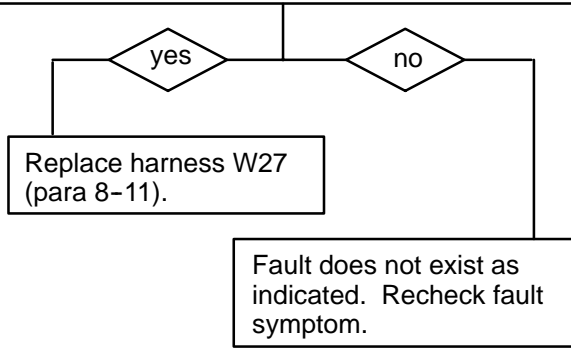 yes
no
Replace harness W27
(para 8-11).
Fault does not exist as
indicated. Recheck fault
symptom.